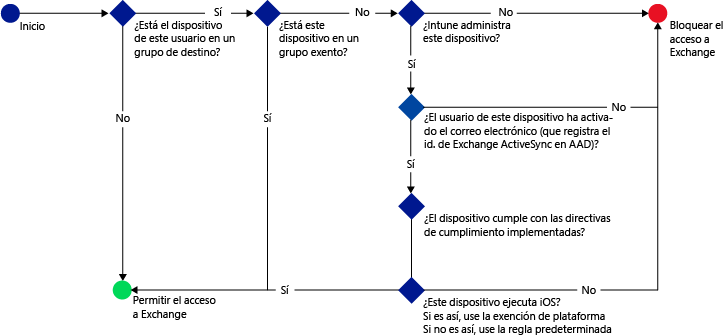 Inicio
¿Está el dispositivo
de este usuario en un
grupo de destino?
Sí
¿Está este
dispositivo en un
grupo exento?
No
¿Intune administra
este dispositivo?
No
Bloquear el
acceso a
Exchange
Sí
No
Sí
¿El usuario de este dispositivo ha activa-
do el correo electrónico (que registra el
id. de Exchange ActiveSync en AAD)?
No
Sí
¿El dispositivo cumple con las directivas
de cumplimiento implementadas?
Permitir el acceso
a Exchange
Sí
¿Este dispositivo ejecuta iOS?
Si es así, use la exención de plataforma
Si no es así, use la regla predeterminada
No